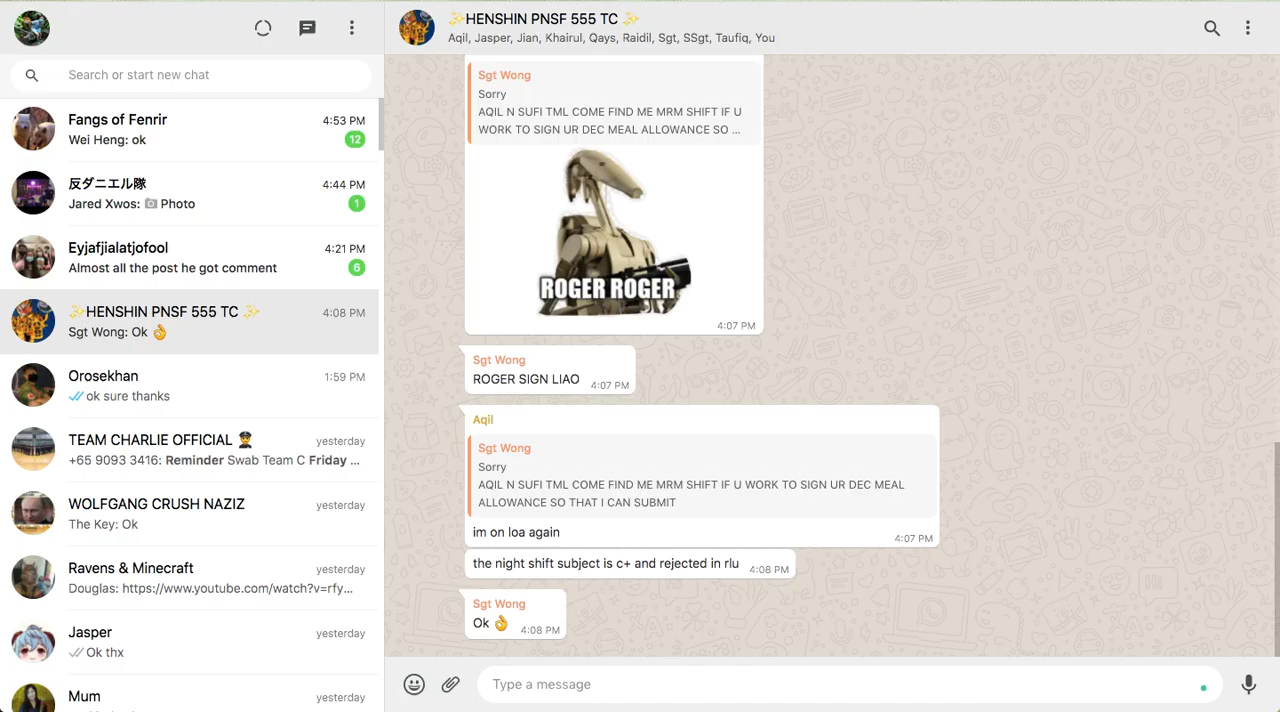 Search or start new chat
Fangs of Fenrir
4:53 PM
Wei Heng: ok
12
反ダニエル隊
4:44 PM
Jared Xwos: Photo
1
Eyjafjialatjofool
4:21 PM
Almost all the post he got comment
6
✨HENSHIN PNSF 555 TC ✨
4:08 PM
Sgt Wong: Ok 👌
Orosekhan
1:59 PM
ok sure thanks
TEAM CHARLIE OFFICIAL 👮
yesterday
+65 9093 3416: Reminder Swab Team C Friday ...
WOLFGANG CRUSH NAZIZ
yesterday
The Key: Ok
Ravens & Minecraft
yesterday
Douglas: https://www.youtube.com/watch?v=rfy...
Jasper
yesterday
Ok thx
Mum
yesterday
✨HENSHIN PNSF 555 TC ✨
Aqil, Jasper, Jian, Khairul, Qays, Raidil, Sgt, SSgt, Taufiq, You
Sgt Wong
Sorry
AQIL N SUFI TML COME FIND ME MRM SHIFT IF U
WORK TO SIGN UR DEC MEAL ALLOWANCE SO ...
ROGER ROGER
4:07 PM
Sgt Wong
ROGER SIGN LIAO 4:07 PM
Aqil
Sgt Wong
Sorry
AQIL N SUFI TML COME FIND ME MRM SHIFT IF U WORK TO SIGN UR DEC MEAL
ALLOWANCE SO THAT I CAN SUBMIT
im on loa again
4:07 PM
the night shift subject is c+ and rejected in rlu 4:08 PM
Sgt Wong
Ok 👌 4:08 PM
Type a message